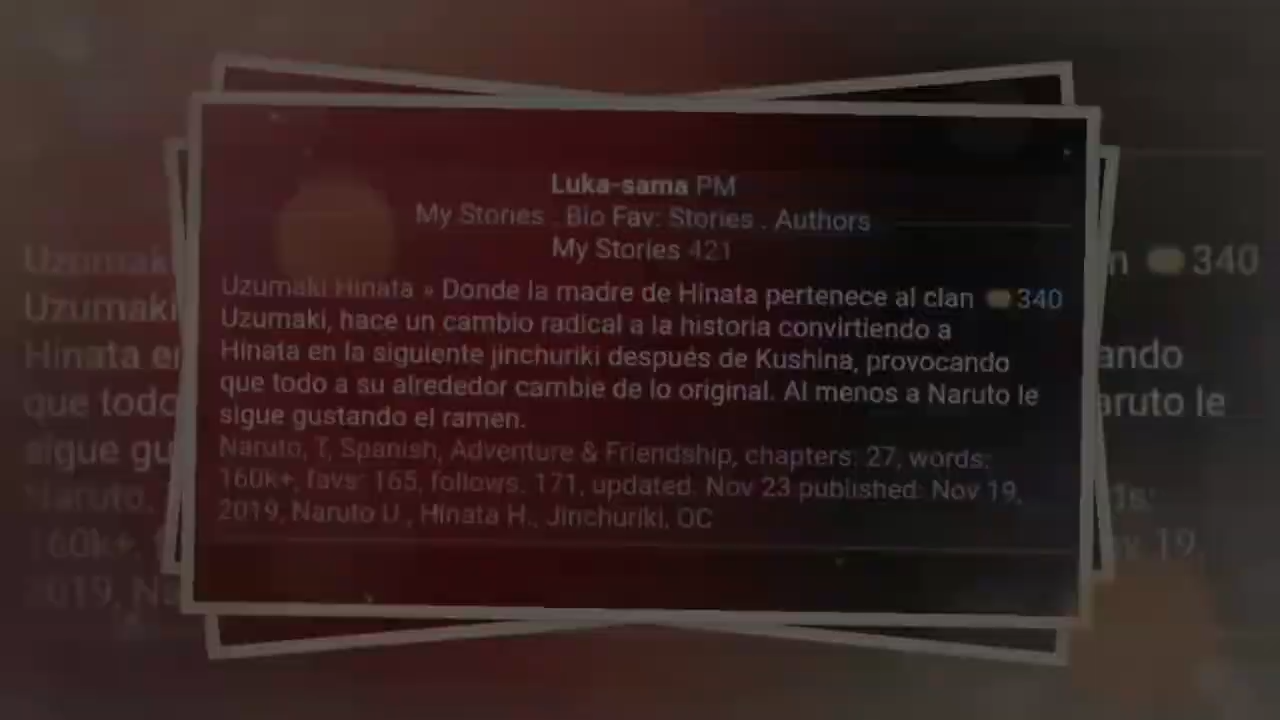 Luka-sama PM
My Stories . Bio Fav: Stories . Authors
My Stories 421
Uzumaki Hinata » Donde la madre de Hinata pertenece al clan 340
Uzumaki, hace un cambio radical a la historia convirtiendo a
Hinata en la siguiente jinchuriki después de Kushina, provocando
que todo a su alrededor cambie de lo original. Al menos a Naruto le
sigue gustando el ramen.
Naruto, T, Spanish, Adventure & Friendship, chapters: 27, words:
160k+, favs: 165, follows: 171, updated: Nov 23 published: Nov 19,
2019, Naruto U., Hinata H., Jinchuriki, OC